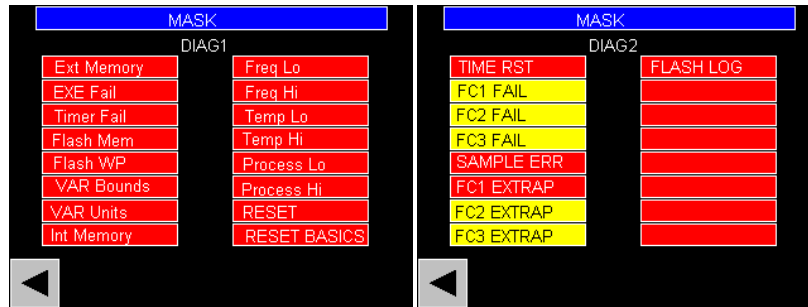 MASK
DIAG1
Ext Memory
EXE Fail
Timer Fail
Flash Mem
Flash WP
VAR Bounds
VAR Units
Int Memory
Freq Lo
Freq Hi
Temp Lo
Temp Hi
Process Lo
Process Hi
RESET
RESET BASICS
MASK
DIAG2
TIME RST
FC1 FAIL
FC2 FAIL
FC3 FAIL
SAMPLE ERR
FC1 EXTRAP
FC2 EXTRAP
FC3 EXTRAP
FLASH LOG